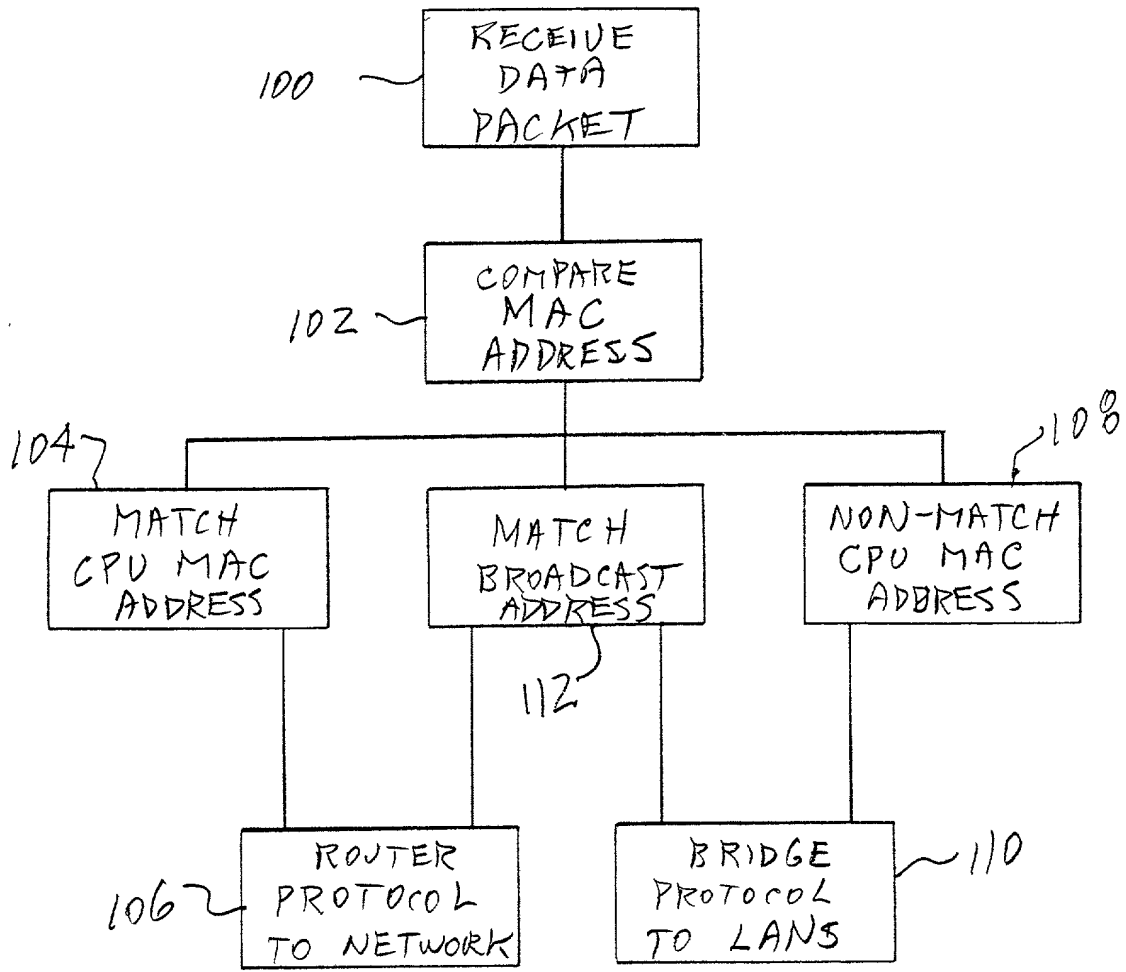 RECEIVE
DATA
PACKET
100
COMPARE
MAC
ADDRESS
102
104
108
MATCH
CPU MAC
ADDRESS
MATCH
BROADCAST
ADDRESS
NON-MATCH
CPU MAC
ADDRESS
112
ROUTER
PROTOCOL
TO NETWORK
106
BRIDGE
PROTOCOL
TO LANS
110